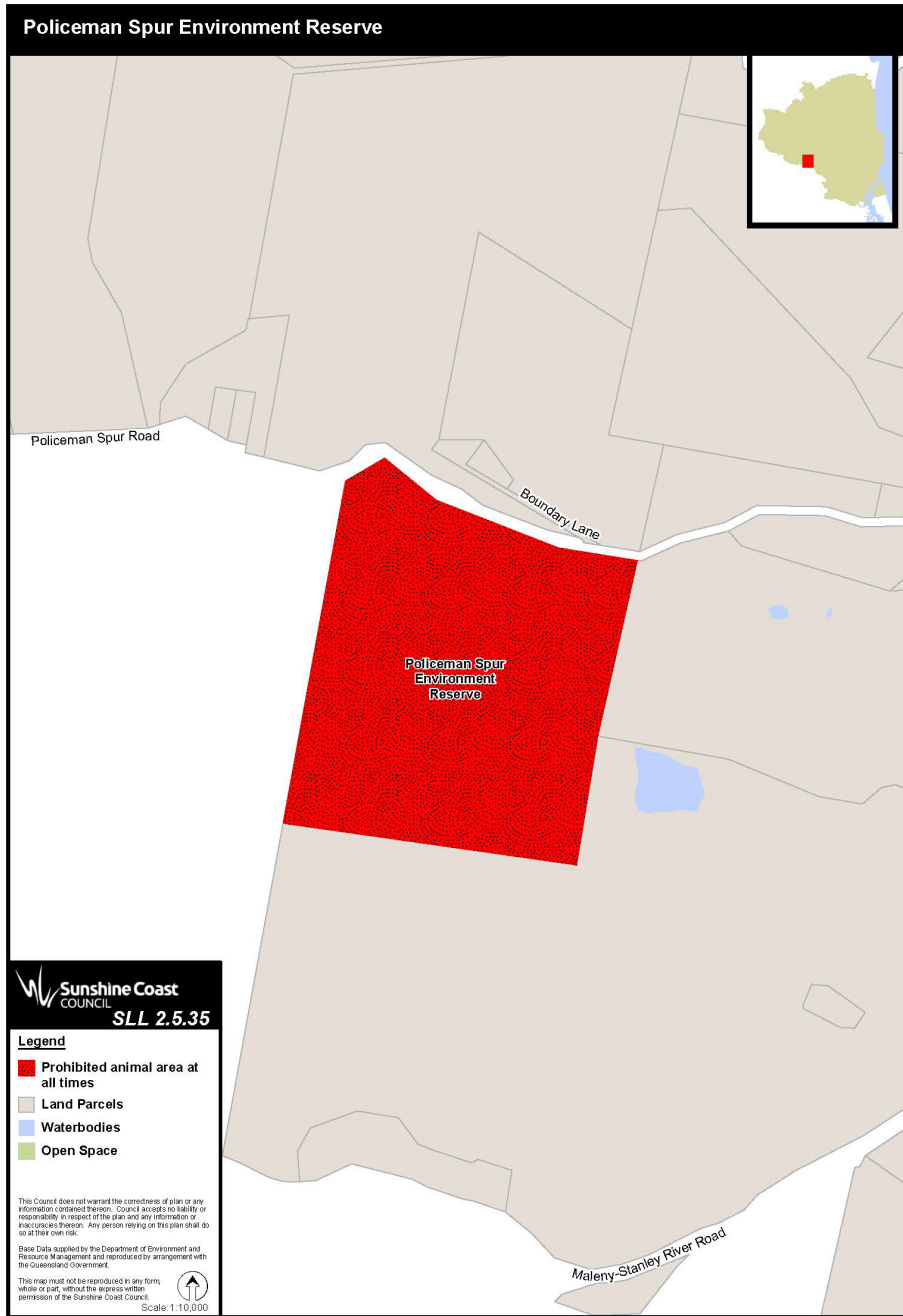 Policeman Spur Environment Reserve
Policeman Spur Road
Boundary Lane
Policeman Spur
Environment
Reserve
Sunshine Coast
COUNCIL
SLL 2.5.35
Legend
Prohibited animal area at
all times
Land Parcels
Waterbodies
Open Space
This Council does not warrant the correctness of plan or any
information contained thereon. Council accepts no liability or
responsibility in respect of the plan and any information or
inaccuracies thereon. Any person relying on this plan shall do
so at their own risk.
Base Data supplied by the Department of Environment and
Resource Management and reproduced by arrangement with
the Queensland Government.
This map must not be reproduced in any form,
whole or part, without the express written
permission of the Sunshine Coast Council.
Scale:1:10,000
Maleny-Stanley River Road